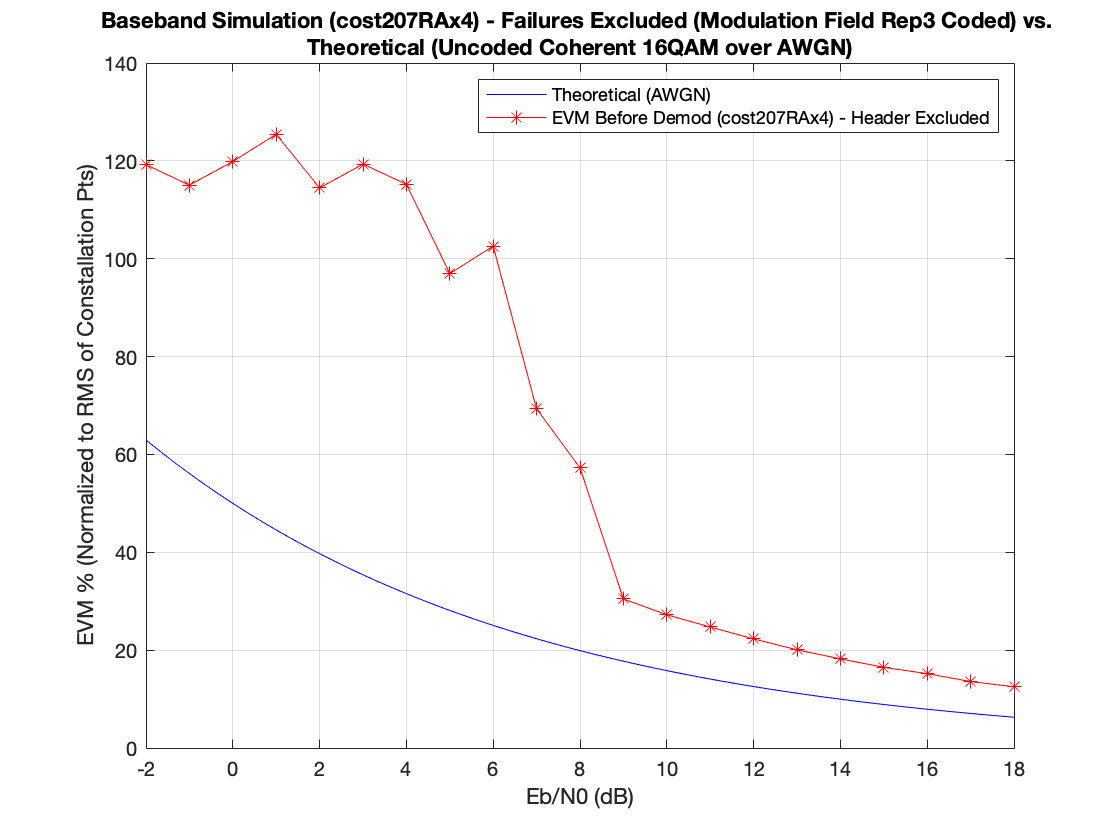 Baseband Simulation (cost207RAx4) - Failures Excluded (Modulation Field Rep3 Coded) vs.
Theoretical (Uncoded Coherent 16QAM over AWGN)
Theoretical (AWGN)
EVM Before Demod (cost207RAx4) - Header Excluded
EVM % (Normalized to RMS of Constallation Pts)
140
120
100
80
60
40
20
0
-2 0 2 4 6 8 10 12 14 16 18
Eb/N0 (dB)